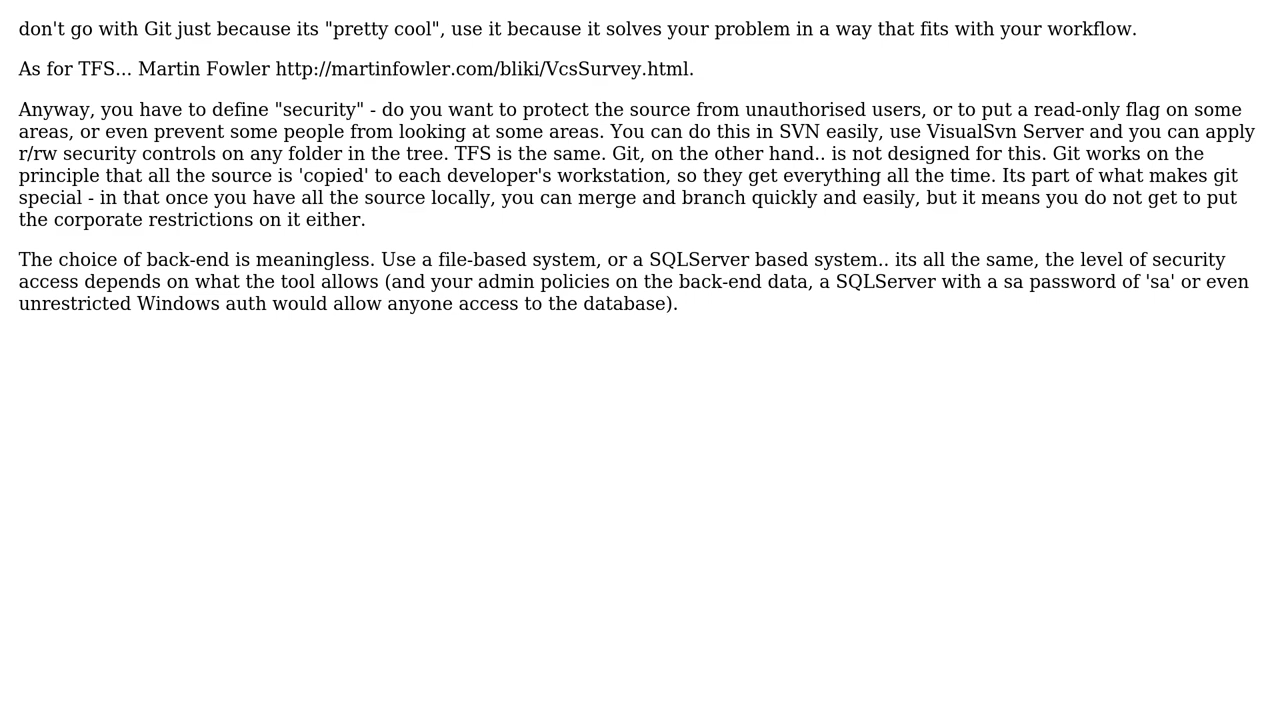 don't go with Git just because its "pretty cool", use it because it solves your problem in a way that fits with your workflow.
As for TFS... Martin Fowler http://martinfowler.com/bliki/VcsSurvey.html.
Anyway, you have to define "security" - do you want to protect the source from unauthorised users, or to put a read-only flag on some
areas, or even prevent some people from looking at some areas. You can do this in SVN easily, use VisualSvn Server and you can apply
r/rw security controls on any folder in the tree. TFS is the same. Git, on the other hand.. is not designed for this. Git works on the
principle that all the source is 'copied' to each developer's workstation, so they get everything all the time. Its part of what makes git
special - in that once you have all the source locally, you can merge and branch quickly and easily, but it means you do not get to put
the corporate restrictions on it either.
The choice of back-end is meaningless. Use a file-based system, or a SQLServer based system.. its all the same, the level of security
access depends on what the tool allows (and your admin policies on the back-end data, a SQLServer with a sa password of 'sa' or even
unrestricted Windows auth would allow anyone access to the database).